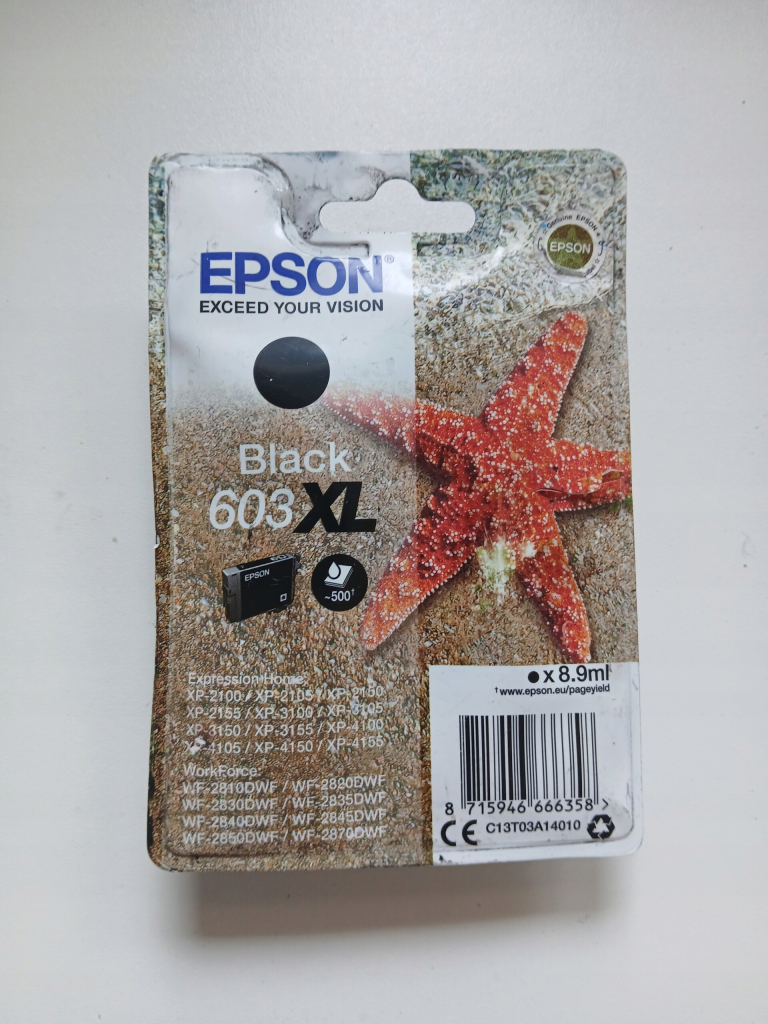 Genuine EPSON
EPSON
EPSON®
EXCEED YOUR VISION
Black
603XL
EPSON
603
~500†
Expression Home:
XP-2100 / XP-2105 / XP-2150
XP-2155 / XP-3100 / XP-3105
XP 3150 / XP-3155 / XP-4100
XP-4105 / XP-4150 / XP-4155
WorkForce:
WF-2810DWF / WF-2820DWF
WF-2830DWF / WF-2835DWF
WF-2840DWF / WF-2845DWF
WF-2850DWF / WF-2870DWF
x 8.9ml
† www.epson.eu/pageyield
8 715946 666358 >
CE C13T03A14010